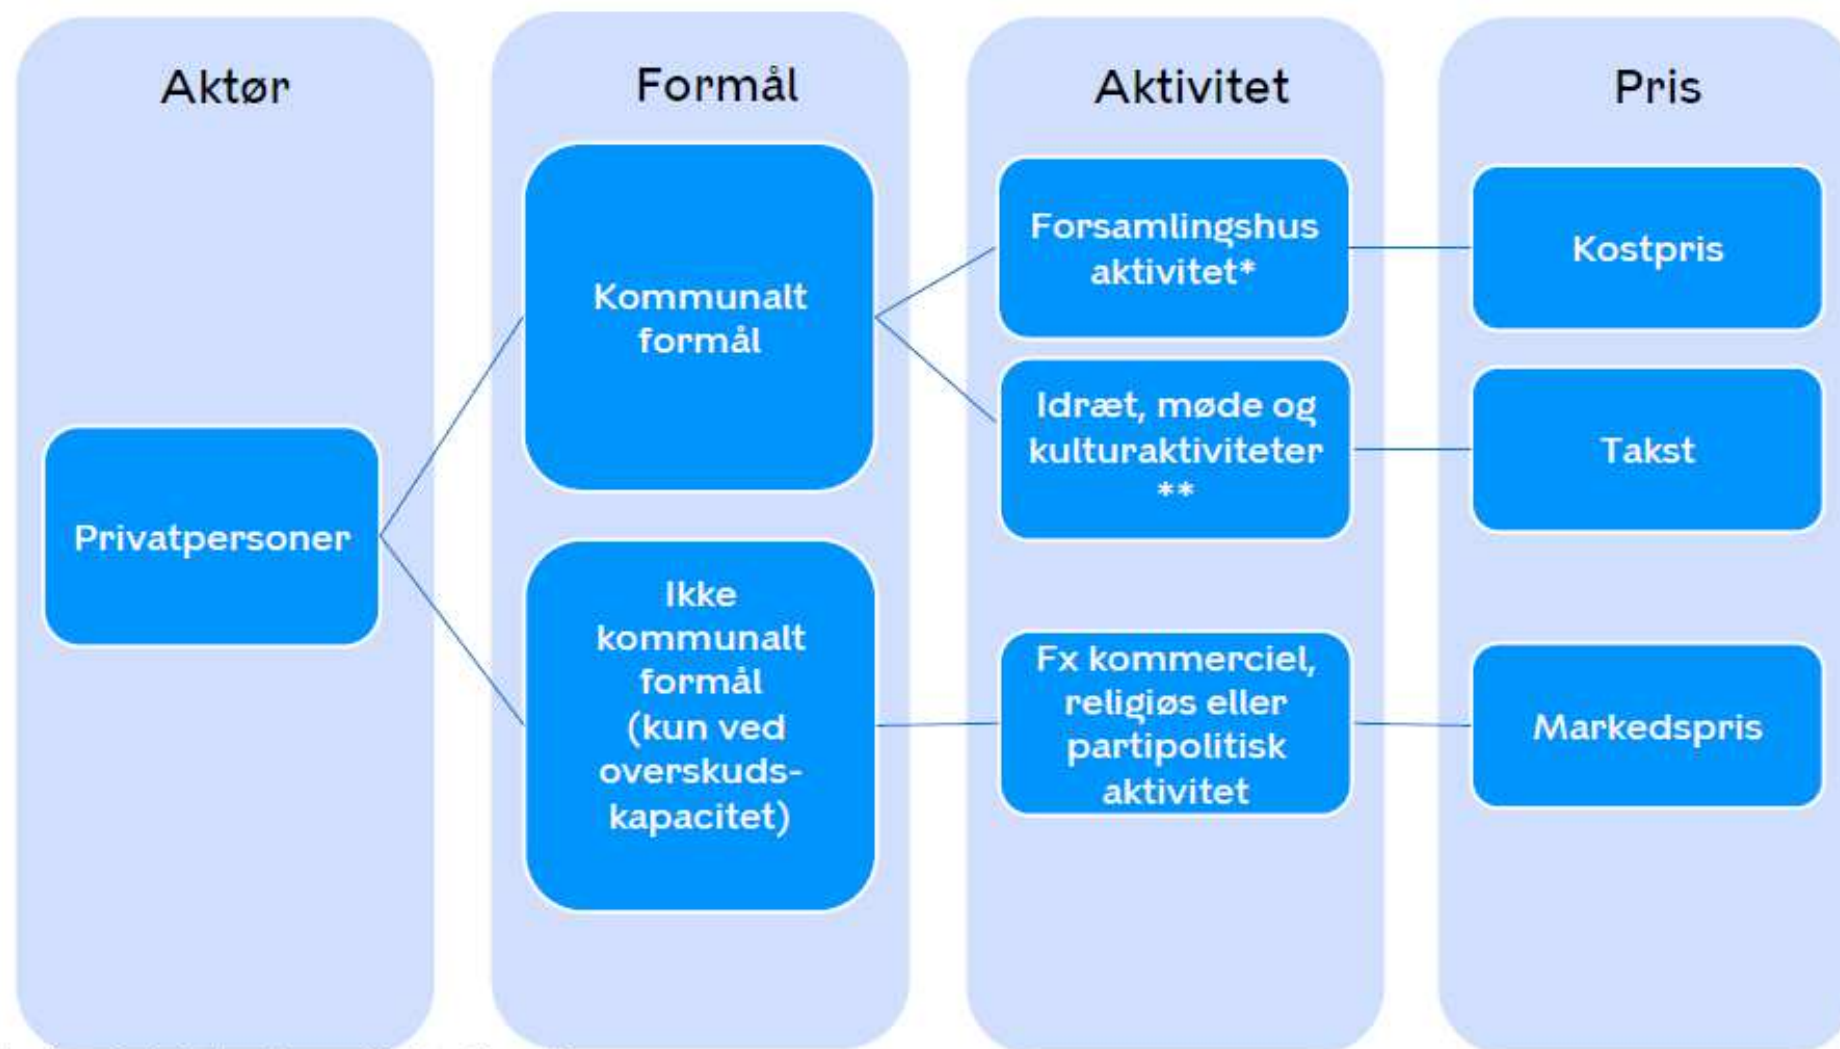 Aktør
Formål
Aktivitet
Pris
Privatpersoner
Kommunalt
formål
Ikke
kommunalt
formål
(kun ved
overskuds-
kapacitet)
Forsamlingshus
aktivitet*
Idræt, møde og
kulturaktiviteter
**
Fx kommerciel,
religiøs eller
partipolitisk
aktivitet
Kostpris
Takst
Markedspris